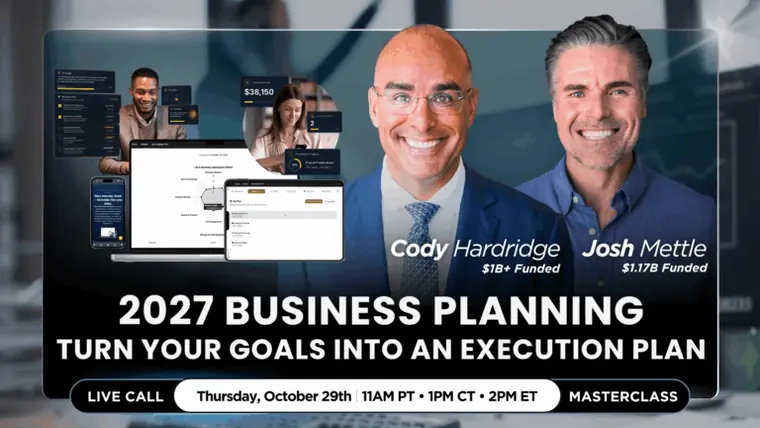 $38,150
2
Cody Hardridge
$1B+ Funded
Josh Mettle
$1.17B Funded
2027 BUSINESS PLANNING
TURN YOUR GOALS INTO AN EXECUTION PLAN
LIVE CALL
Thursday, October 29th | 11AM PT • 1PM CT • 2PM ET
MASTERCLASS